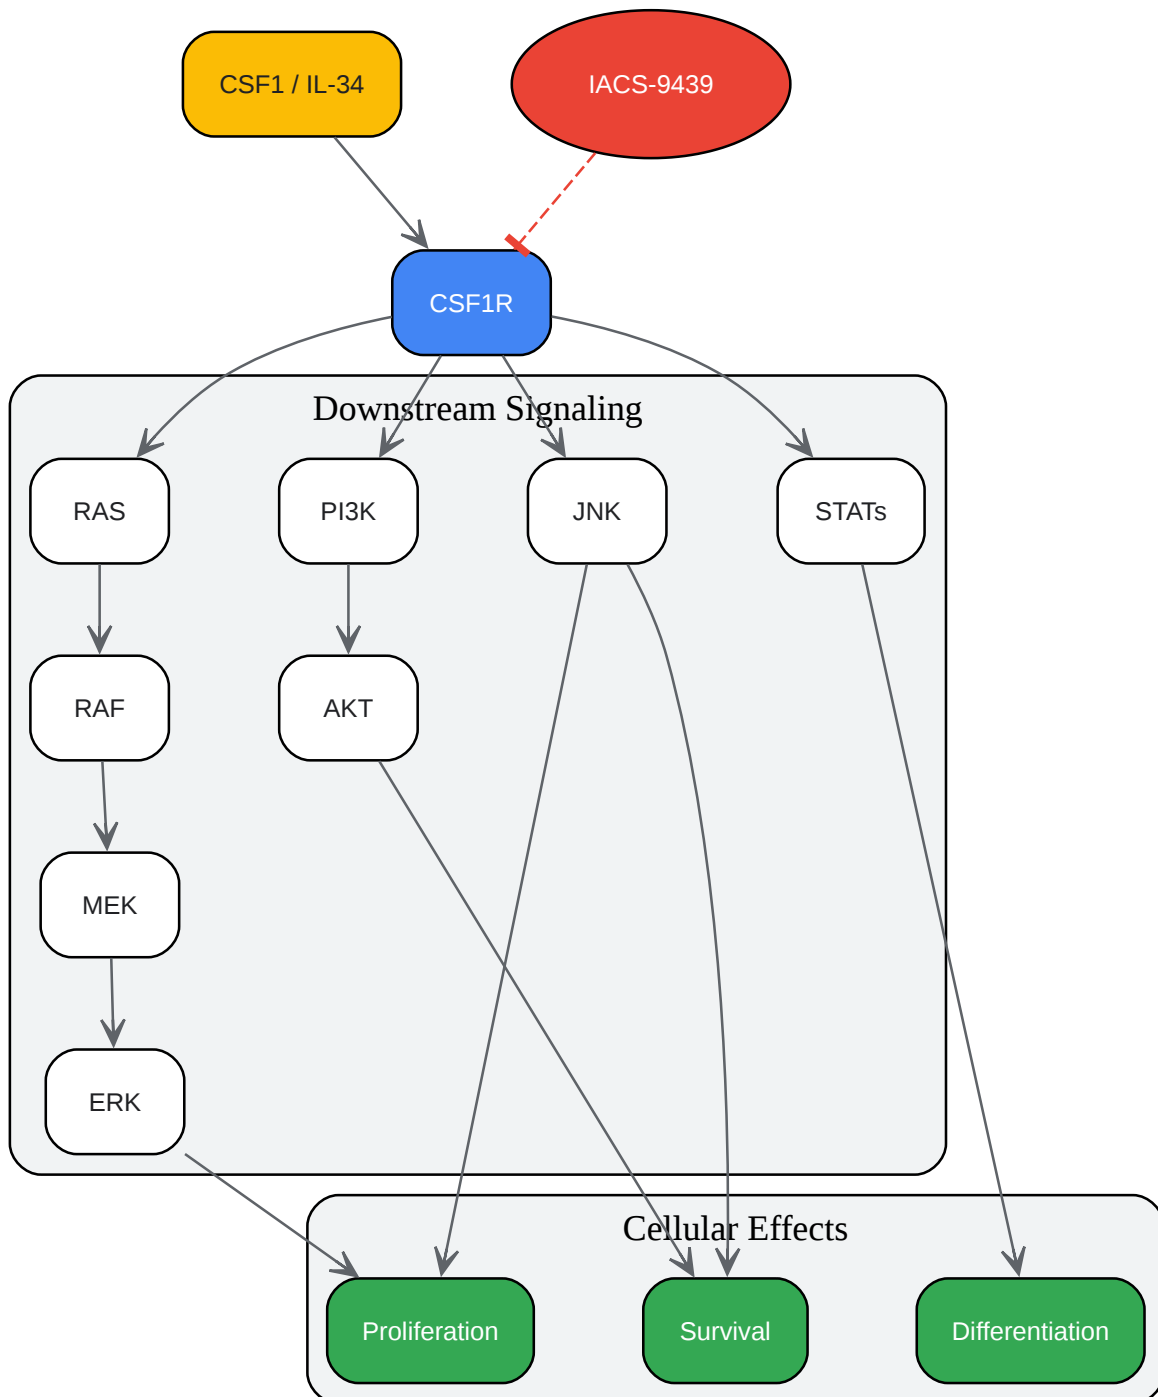 CSF1 / IL-34
IACS-9439
CSF1R
Downstream Signaling
RAS
PI3K
JNK
STATs
RAF
AKT
MEK
ERK
Cellular Effects
Proliferation
Survival
Differentiation